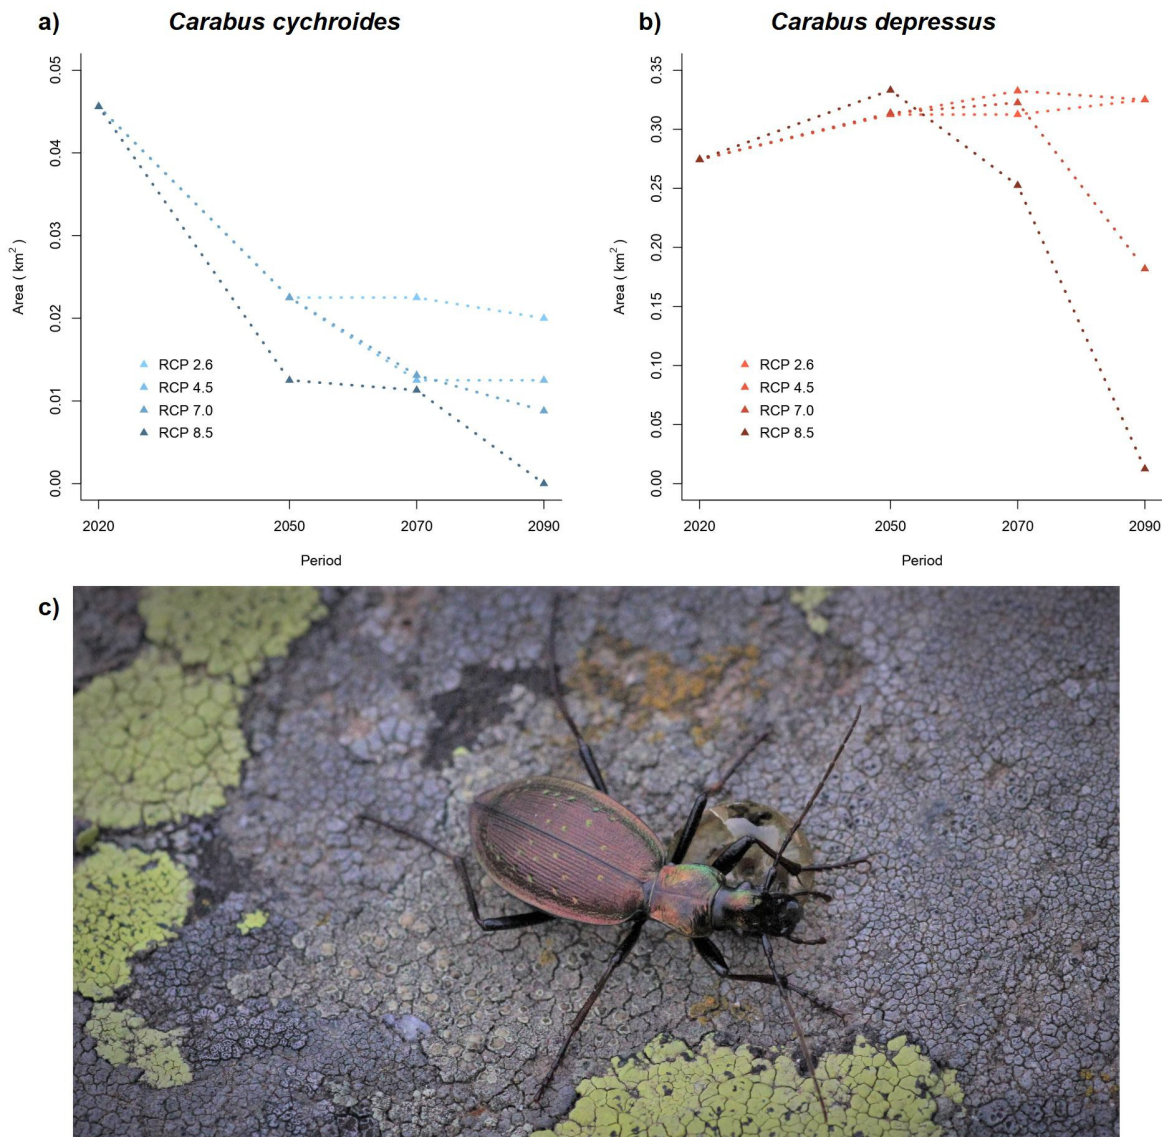 a) Carabus cychroides
0.05
0.04
0.03
0.02
0.01
0.00
Area ( km² )
RCP 2.6
RCP 4.5
RCP 7.0
RCP 8.5
2020 2050 2070 2090
Period
b) Carabus depressus
0.35
0.30
0.25
0.20
0.15
0.10
0.05
0.00
Area ( km² )
RCP 2.6
RCP 4.5
RCP 7.0
RCP 8.5
2020 2050 2070 2090
Period
c)